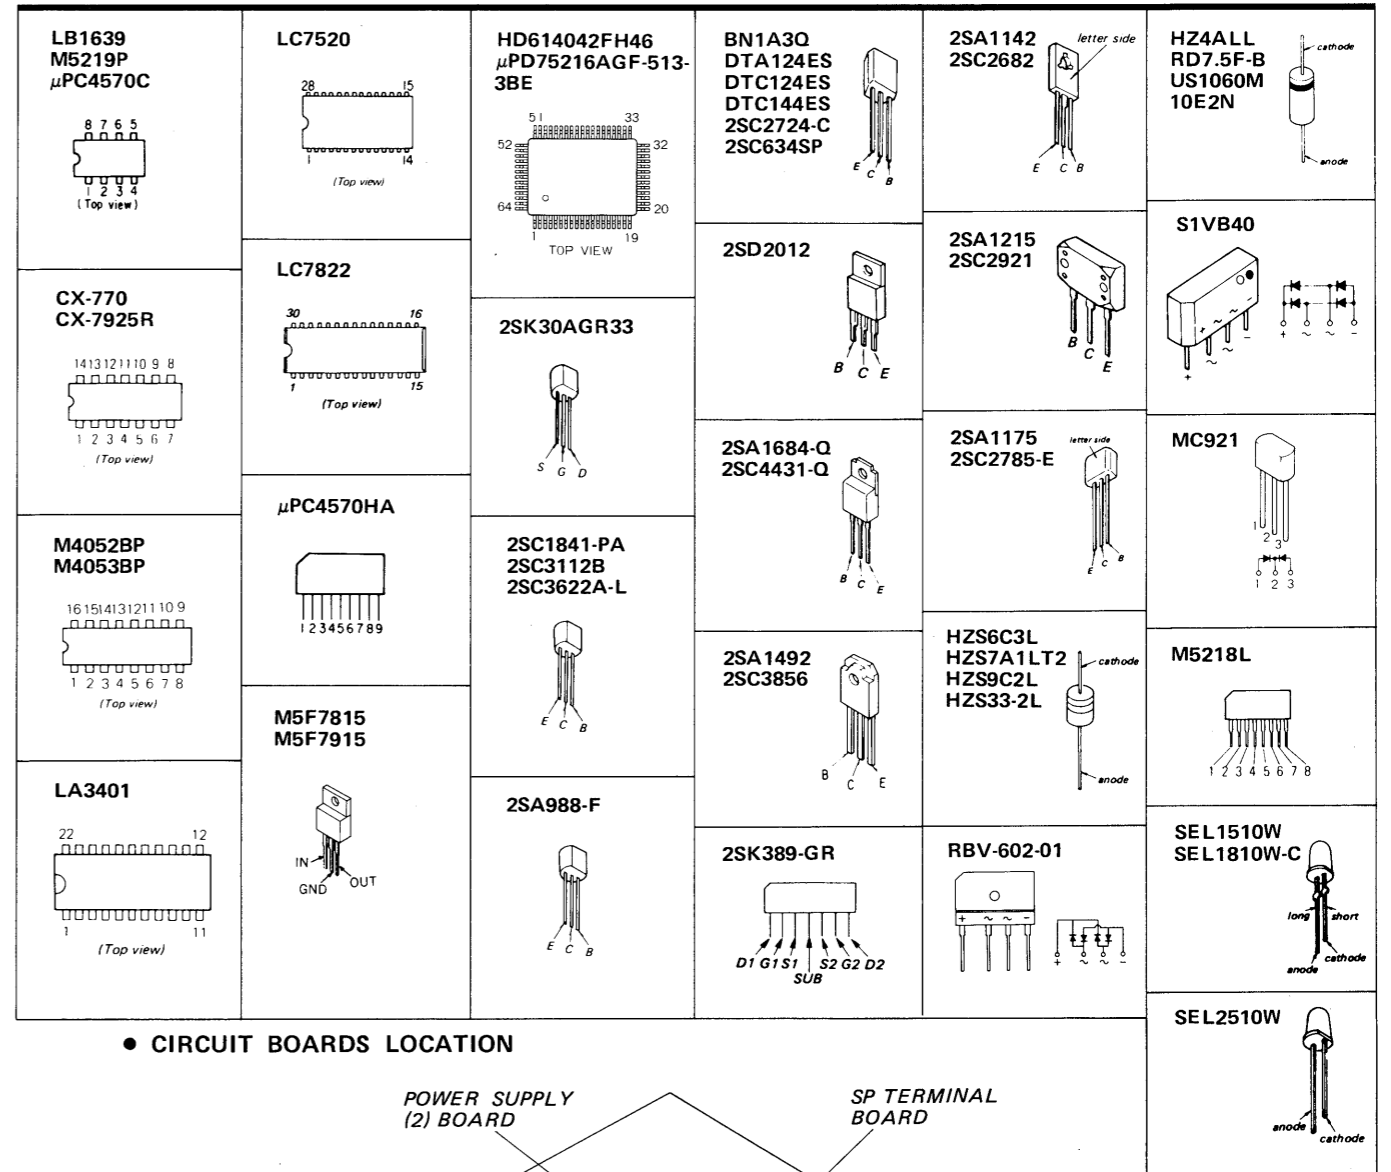 LB1639
M5219P
μPC4570C
8 7 6 5
1 2 3 4
(Top view)
CX-770
CX-7925R
14 13 12 11 10 9 8
1 2 3 4 5 6 7
(Top view)
M4052BP
M4053BP
16 15 14 13 12 11 10 9
1 2 3 4 5 6 7 8
(Top view)
LA3401
22 12
1 11
(Top view)
LC7520
28 15
1 14
(Top view)
LC7822
30 16
1 15
(Top view)
μPC4570HA
1 2 3 4 5 6 7 8 9
M5F7815
M5F7915
IN
GND
OUT
HD614042FH46
μPD75216AGF-513-
3BE
51 33
52 32
64 20
1 19
TOP VIEW
2SK30AGR33
S G D
2SC1841-PA
2SC3112B
2SC3622A-L
E C B
2SA988-F
E C B
BN1A3Q
DTA124ES
DTC124ES
DTC144ES
2SC2724-C
2SC634SP
E C B
2SD2012
B C E
2SA1684-Q
2SC4431-Q
B C E
2SA1492
2SC3856
B C E
2SK389-GR
D1 G1 S1 S2 G2 D2
SUB
2SA1142
2SC2682
letter side
E C B
2SA1215
2SC2921
B C E
2SA1175
2SC2785-E
letter side
E C B
HZS6C3L
HZS7A1LT2
HZS9C2L
HZS33-2L
cathode
anode
RBV-602-01
+ ~ ~ -
+ ~ ~ -
HZ4ALL
RD7.5F-B
US1060M
10E2N
cathode
anode
S1VB40
+ ~ ~ -
+ ~ ~ -
+ ~ ~ -
MC921
1 2 3
1 2 3
M5218L
1 2 3 4 5 6 7 8
SEL1510W
SEL1810W-C
long short
cathode
anode
SEL2510W
anode
cathode
● CIRCUIT BOARDS LOCATION
POWER SUPPLY
(2) BOARD
SP TERMINAL
BOARD